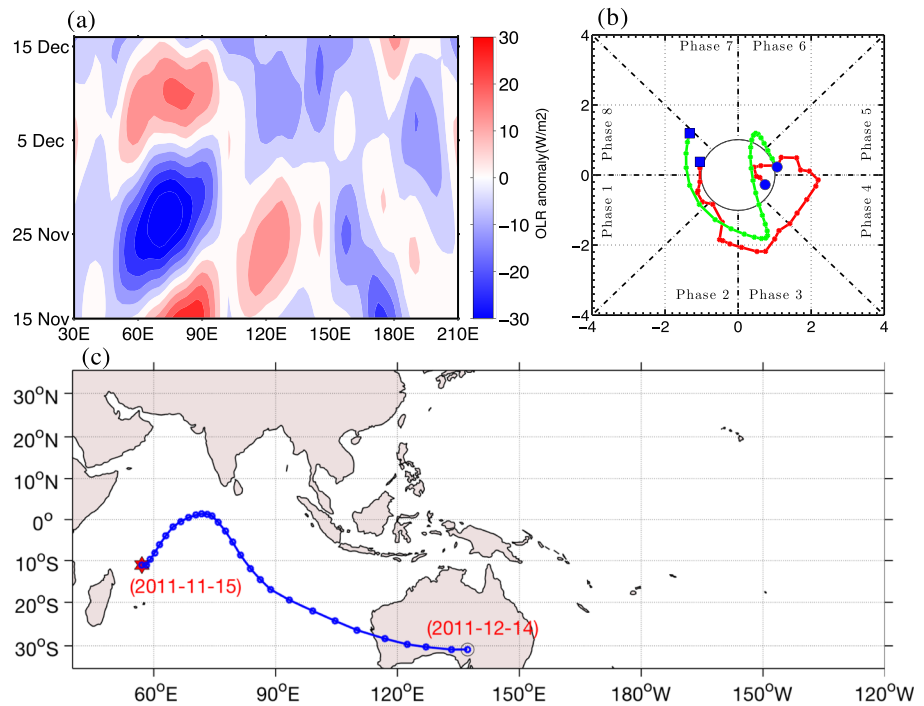 (a)
15 Dec
5 Dec
25 Nov
15 Nov
30E 60E 90E 120E 150E 180E 210E
30
20
10
0
−10
−20
−30
OLR anomaly(W/m2)
(b)
4
2
0
−2
−4
−4 −2 0 2 4
Phase 7 Phase 6
Phase 8 Phase 5
Phase 1 Phase 4
Phase 2 Phase 3
(c)
30°N
20°N
10°N
0°
10°S
20°S
30°S
(2011-11-15)
(2011-12-14)
60°E 90°E 120°E 150°E 180°W 150°W 120°W